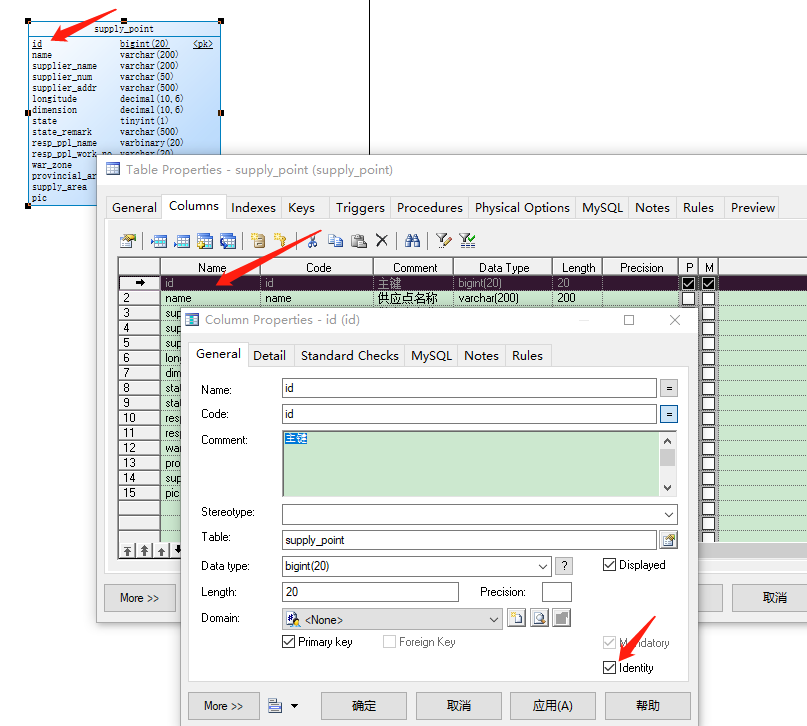 supply_point
id bigint(20) <pk>
name varchar(200)
supplier_name varchar(200)
supplier_num varchar(50)
supplier_addr varchar(500)
longitude decimal(10,6)
dimension decimal(10,6)
state tinyint(1)
state_remark varchar(500)
resp_ppl_name varbinary(20)
resp_ppl_work_no varchar(20)
war_zone
provincial_ar
supply_area
pic
Table Properties - supply_point (supply_point)
General Columns Indexes Keys Triggers Procedures Physical Options MySQL Notes Rules Preview
Name Code Comment Data Type Length Precision P M
id id 主键 bigint(20) 20
2 name name 供应点名称 varchar(200) 200
3 sup
4 sup
5 sup
6 lon
7 dim
8 stat
9 stat
10 resp
11 resp
12 war
13 pro
14 sup
15 pic
More >> 取消
Column Properties - id (id)
General Detail Standard Checks MySQL Notes Rules
Name: id =
Code: id =
Comment: 主键
Stereotype:
Table: supply_point
Data type: bigint(20) ? Displayed
Length: 20 Precision:
Domain: <None>
Primary key Foreign Key Mandatory
Identity
More >> 确定 取消 应用(A) 帮助